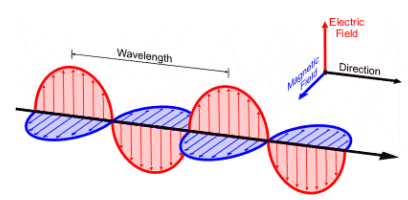 Electric
Field
Wavelength
Magnetic
Field
Direction